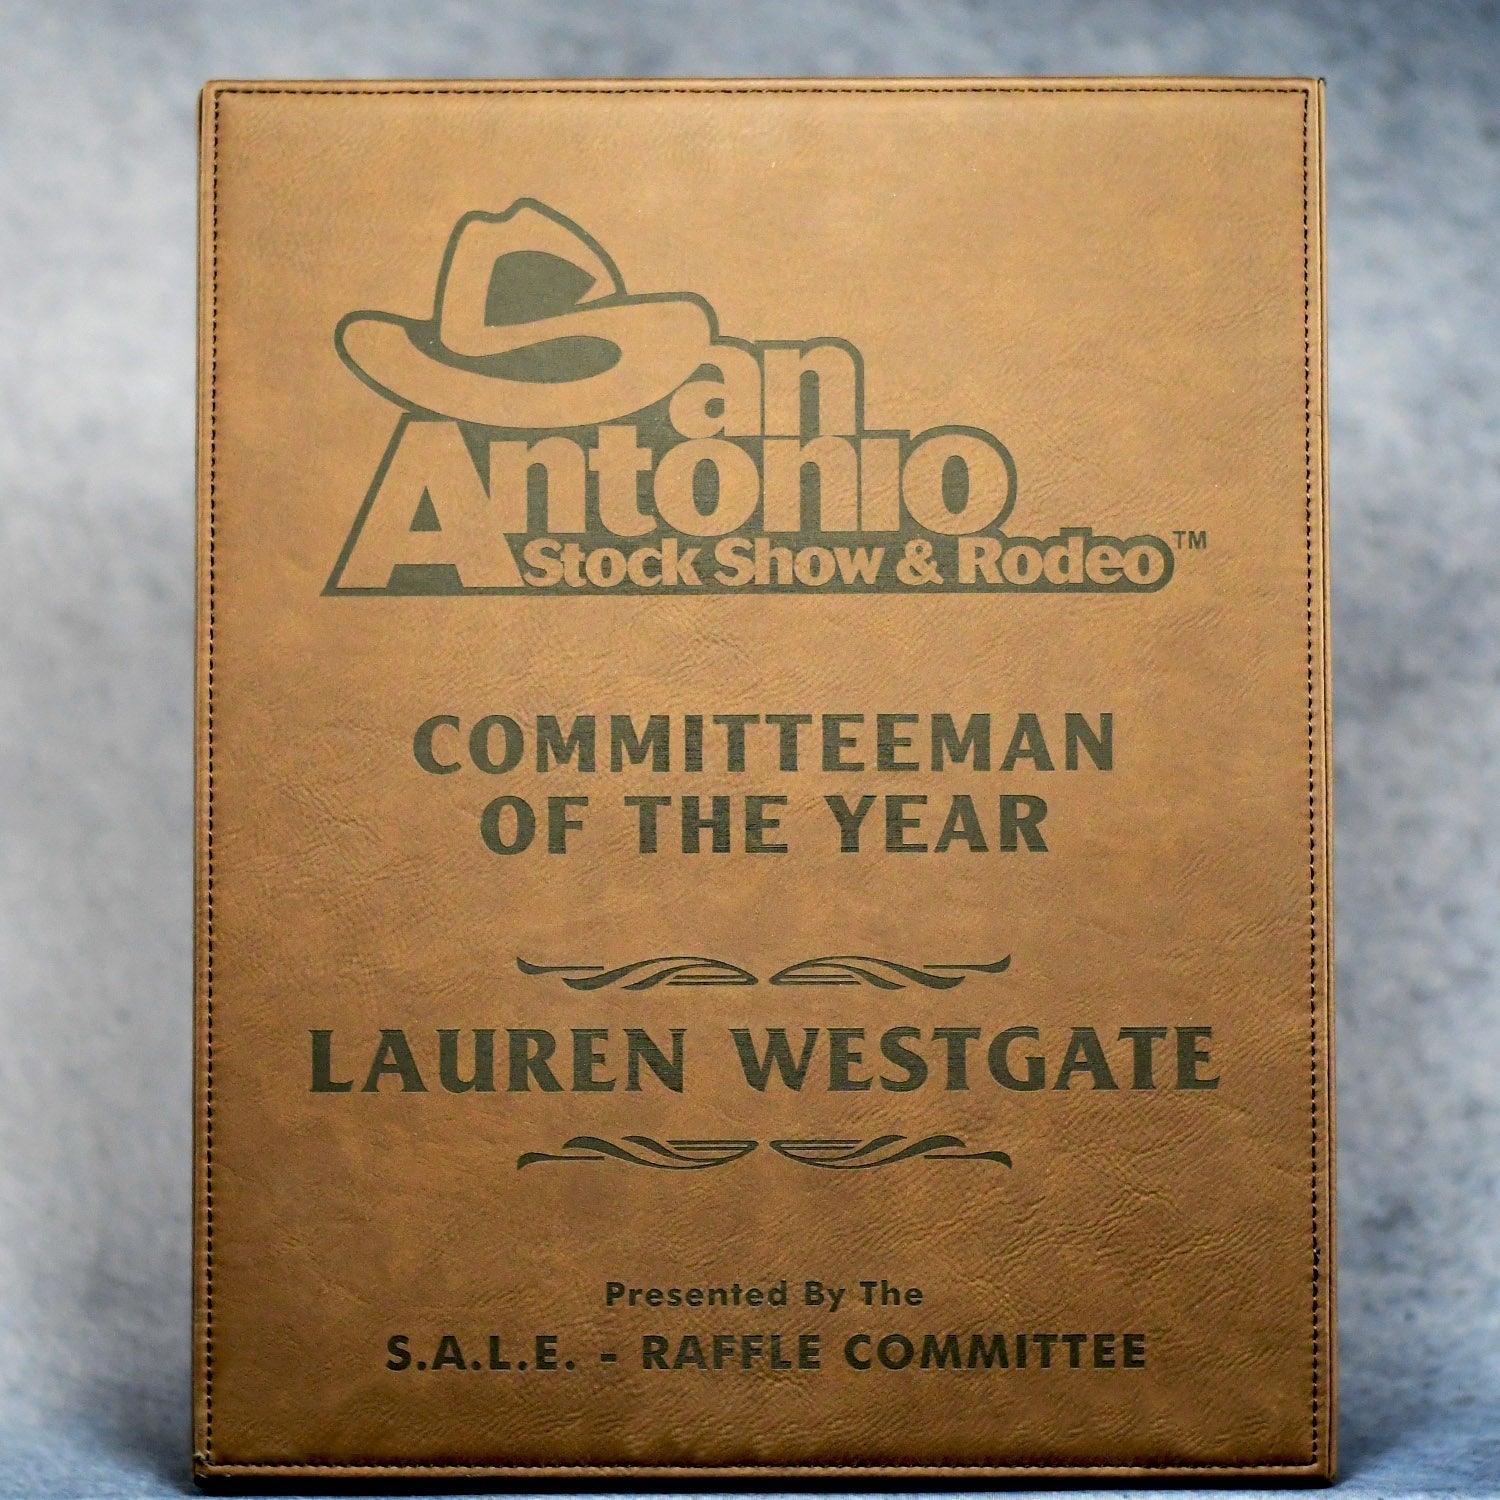 San
Antonio
Stock Show & Rodeo™
COMMITTEEMAN
OF THE YEAR
LAUREN WESTGATE
Presented By The
S.A.L.E. - RAFFLE COMMITTEE